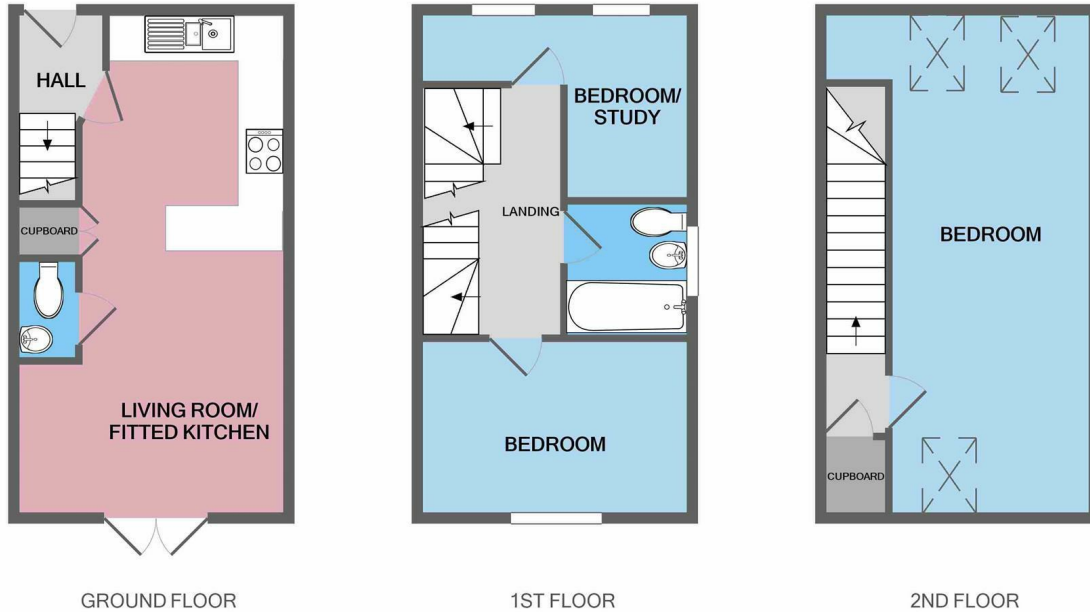 HALL
CUPBOARD
LIVING ROOM/
FITTED KITCHEN
GROUND FLOOR
BEDROOM/
STUDY
LANDING
BEDROOM
1ST FLOOR
BEDROOM
CUPBOARD
2ND FLOOR